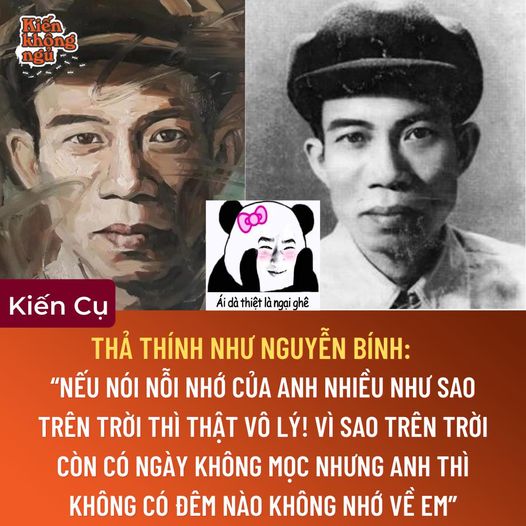 Kiến
không
ngủ
Ái dà thiệt là ngại ghê
Kiến Cụ
THẢ THÍNH NHƯ NGUYỄN BÍNH:
“NẾU NÓI NỖI NHỚ CỦA ANH NHIỀU NHƯ SAO
TRÊN TRỜI THÌ THẬT VÔ LÝ! VÌ SAO TRÊN TRỜI
CÒN CÓ NGÀY KHÔNG MỌC NHƯNG ANH THÌ
KHÔNG CÓ ĐÊM NÀO KHÔNG NHỚ VỀ EM”